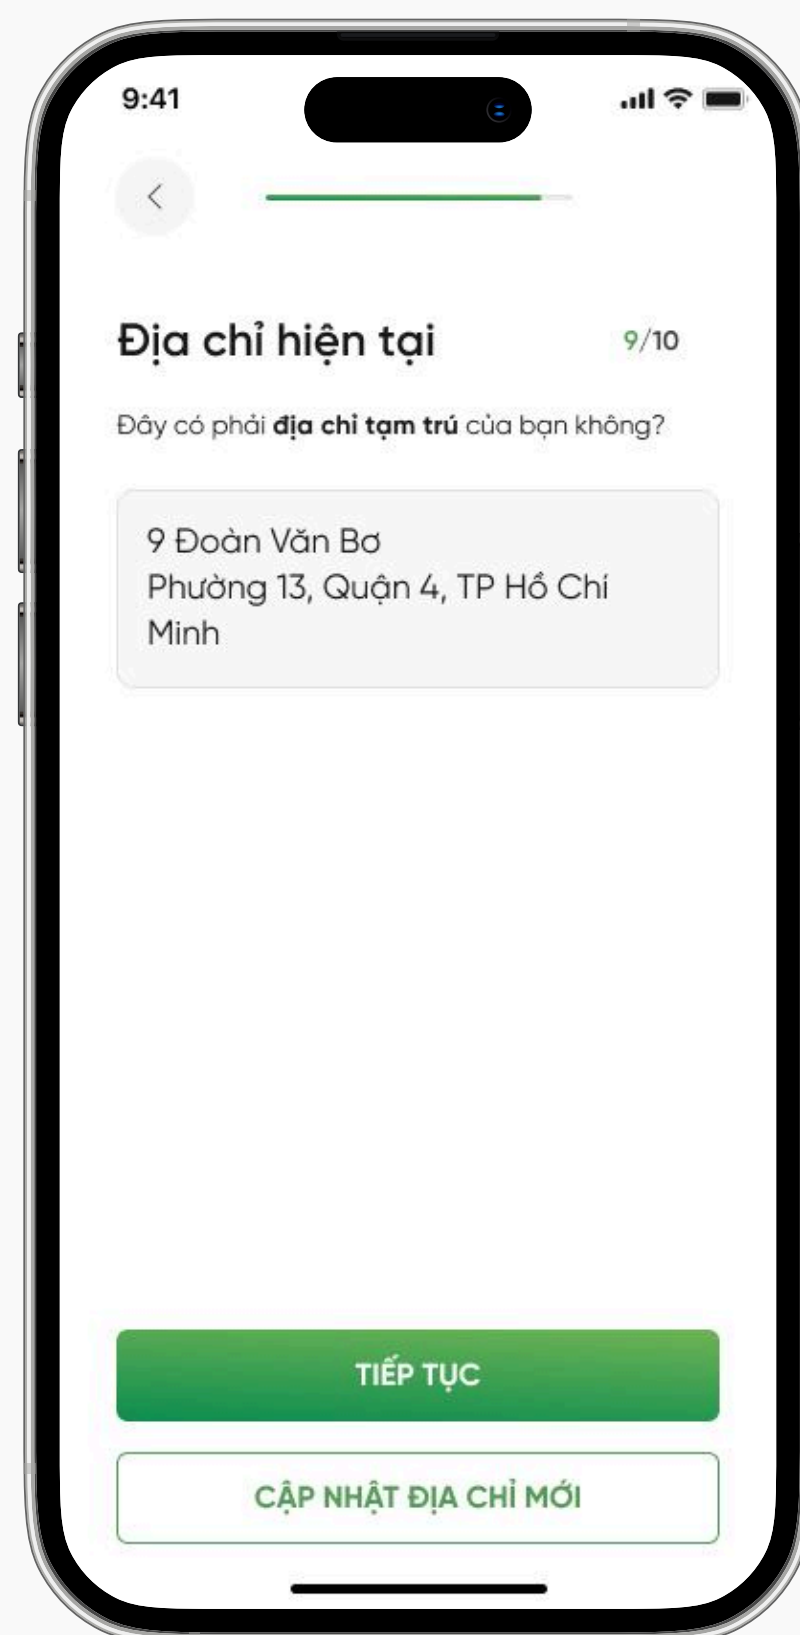 9:41
Địa chỉ hiện tại
9/10
Đây có phải địa chỉ tạm trú của bạn không?
9 Đoàn Văn Bơ
Phường 13, Quận 4, TP Hồ Chí
Minh
TIẾP TỤC
CẬP NHẬT ĐỊA CHỈ MỚI